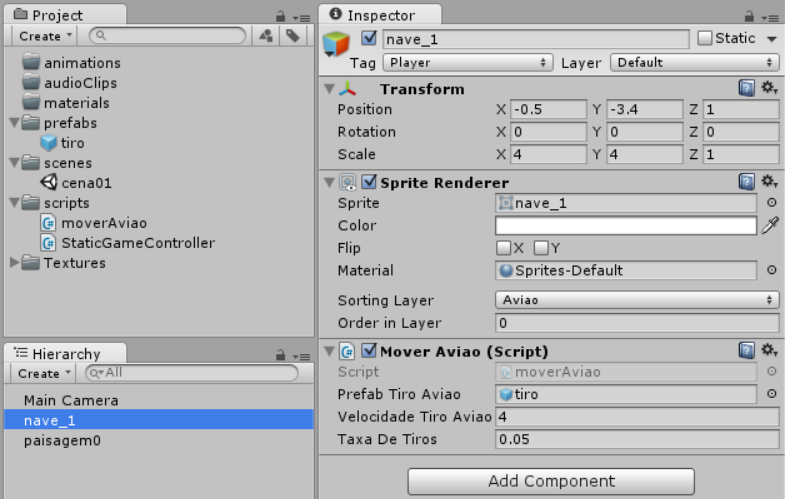 Project
Create
animations
audioClips
materials
prefabs
tiro
scenes
cena01
scripts
moverAviao
StaticGameController
Textures
Hierarchy
Create All
Main Camera
nave_1
paisagem0
Inspector
nave_1 Static
Tag Player Layer Default
Transform
Position X -0.5 Y -3.4 Z 1
Rotation X 0 Y 0 Z 0
Scale X 4 Y 4 Z 1
Sprite Renderer
Sprite nave_1
Color
Flip X Y
Material Sprites-Default
Sorting Layer Aviao
Order in Layer 0
Mover Aviao (Script)
Script moverAviao
Prefab Tiro Aviao tiro
Velocidade Tiro Aviao 4
Taxa De Tiros 0.05
Add Component